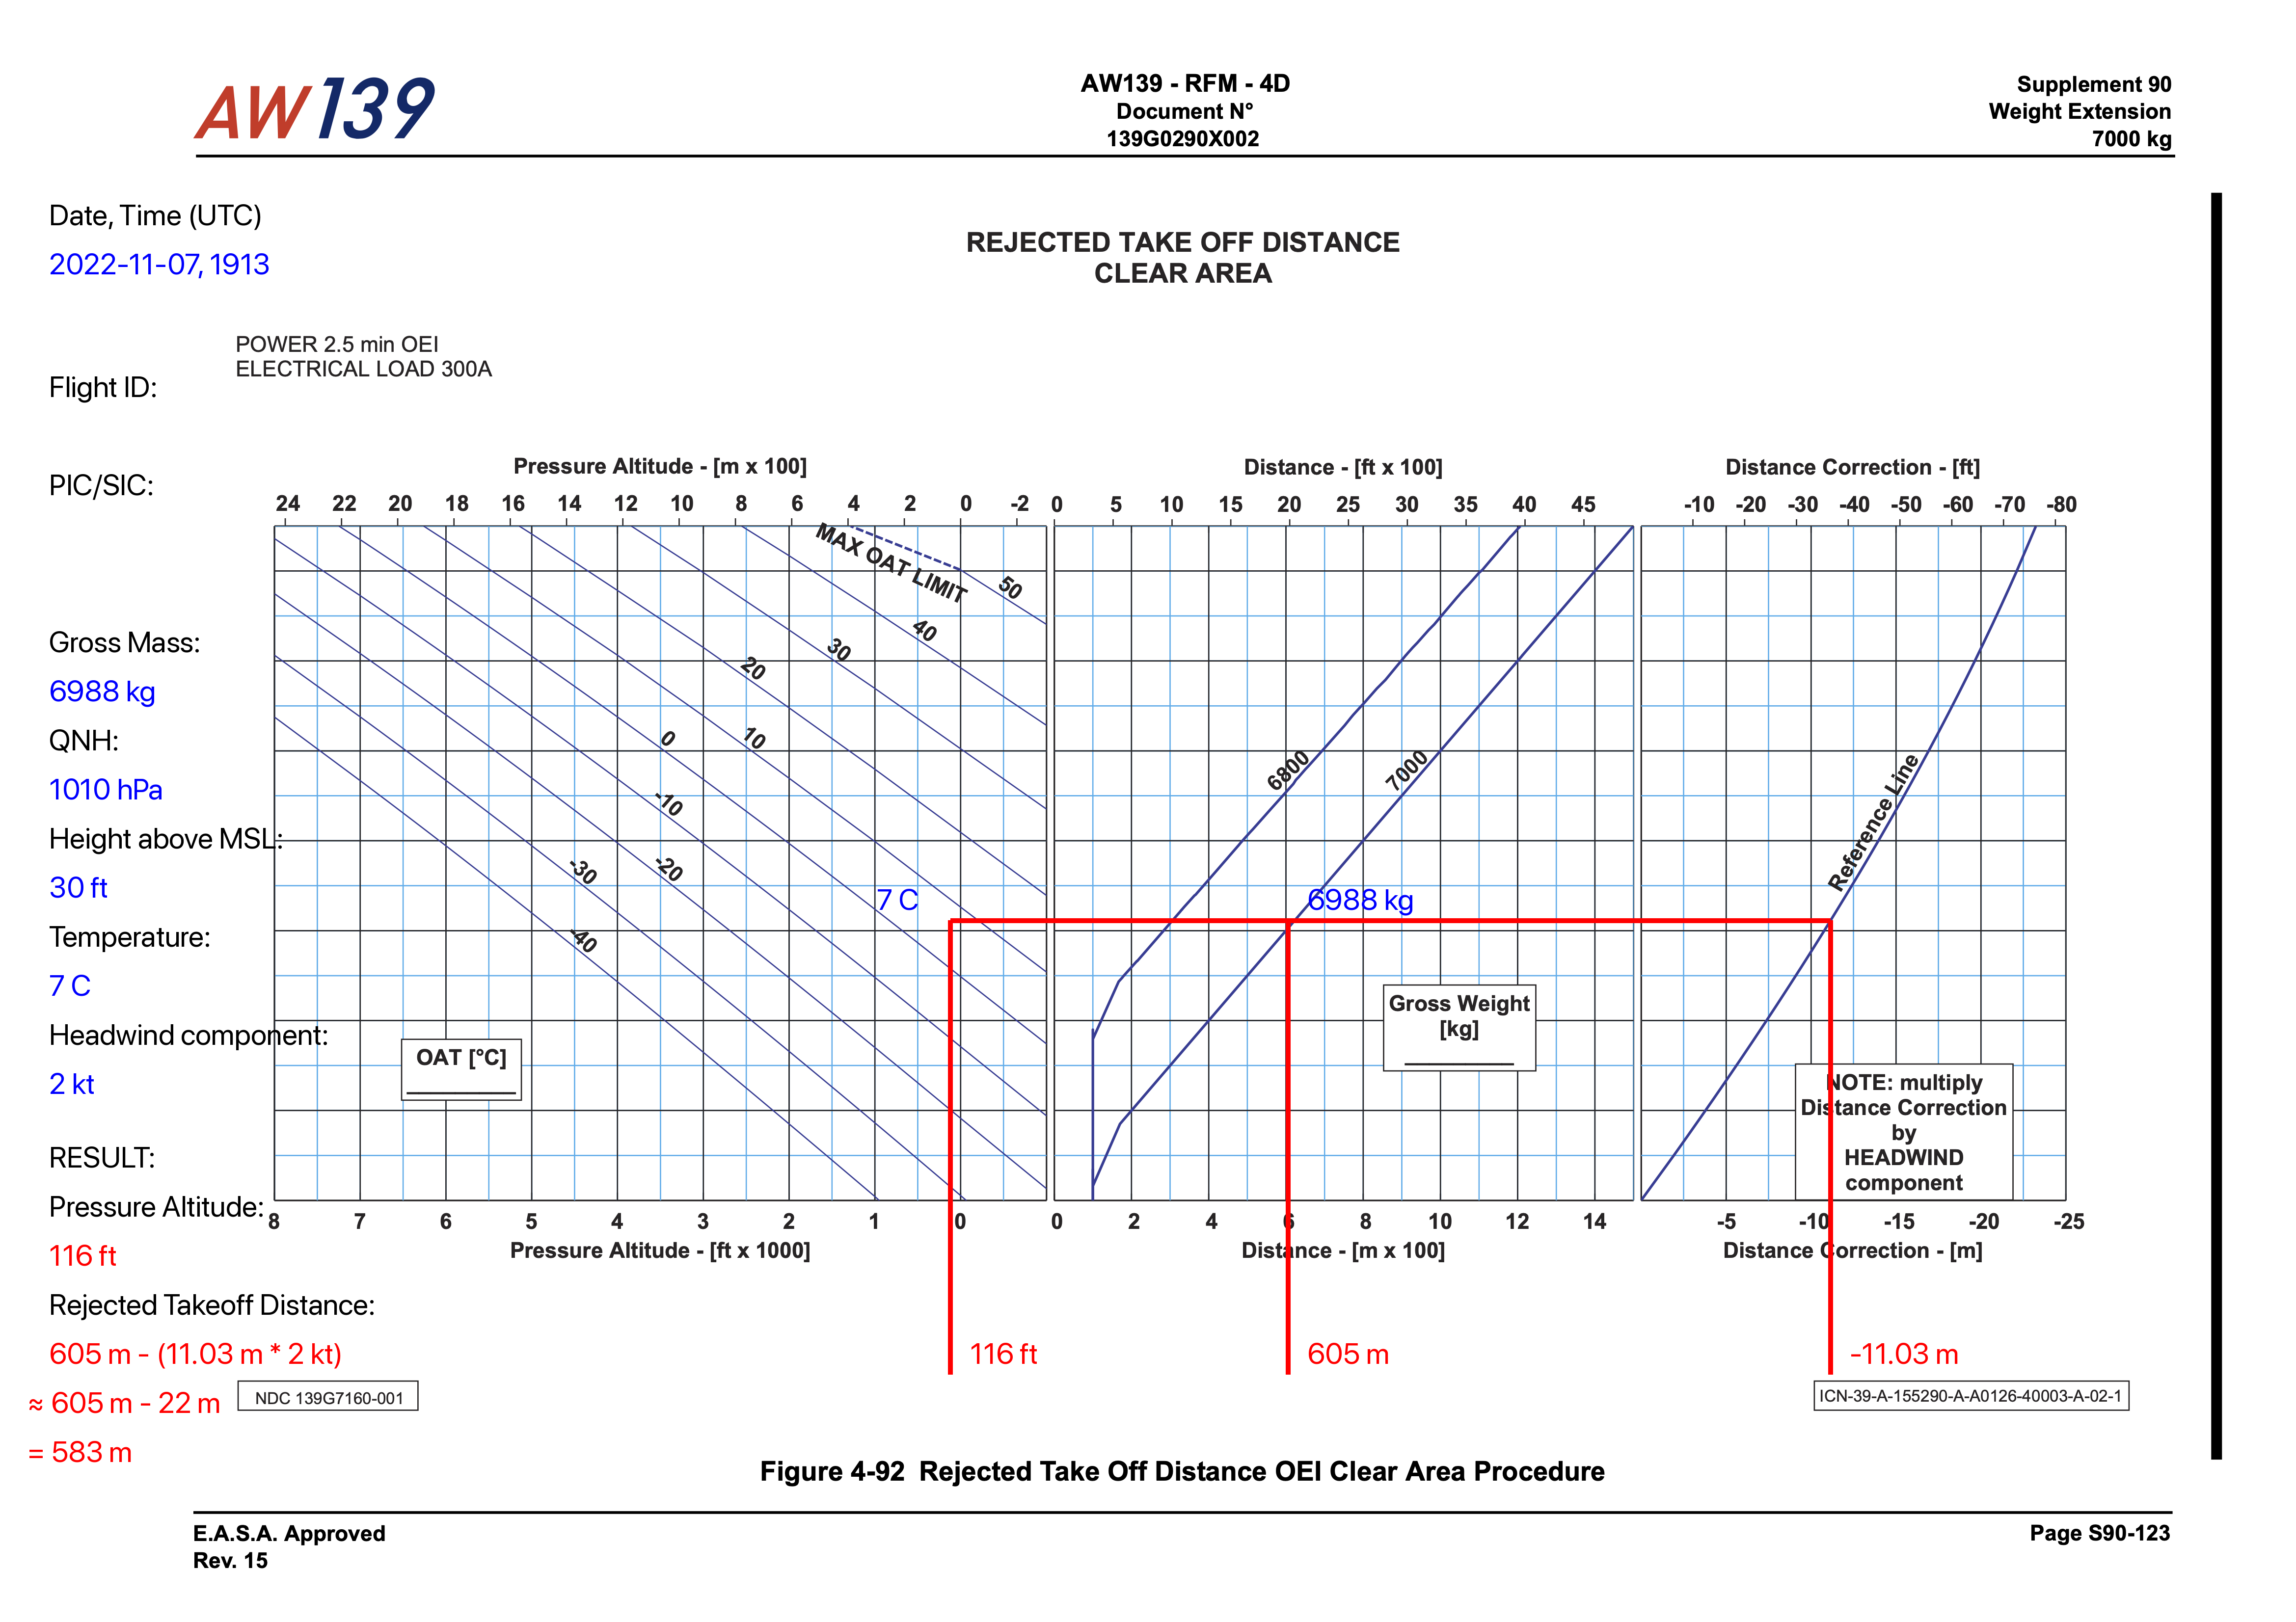 AW139
AW139 - RFM - 4D
Document N°
139G0290X002
Supplement 90
Weight Extension
7000 kg
Date, Time (UTC)
2022-11-07, 1913
REJECTED TAKE OFF DISTANCE
CLEAR AREA
POWER 2.5 min OEI
ELECTRICAL LOAD 300A
Flight ID:
PIC/SIC:
Gross Mass:
6988 kg
QNH:
1010 hPa
Height above MSL:
30 ft
Temperature:
7 C
Headwind component:
2 kt
RESULT:
Pressure Altitude:
116 ft
Rejected Takeoff Distance:
605 m - (11.03 m * 2 kt)
≈ 605 m - 22 m
= 583 m
Pressure Altitude - [m x 100]
24 22 20 18 16 14 12 10 8 6 4 2 0 -2
MAX OAT LIMIT
50
40
30
20
10
0
-10
-20
-30
-40
7 C
OAT [°C]
8 7 6 5 4 3 2 1 0
Pressure Altitude - [ft x 1000]
116 ft
Distance - [ft x 100]
0 5 10 15 20 25 30 35 40 45
6800
7000
6988 kg
Gross Weight
[kg]
0 2 4 6 8 10 12 14
Distance - [m x 100]
605 m
Distance Correction - [ft]
-10 -20 -30 -40 -50 -60 -70 -80
Reference Line
NOTE: multiply
Distance Correction
by
HEADWIND
component
-5 -10 -15 -20 -25
Distance Correction - [m]
-11.03 m
NDC 139G7160-001
ICN-39-A-155290-A-A0126-40003-A-02-1
Figure 4-92 Rejected Take Off Distance OEI Clear Area Procedure
E.A.S.A. Approved
Rev. 15
Page S90-123